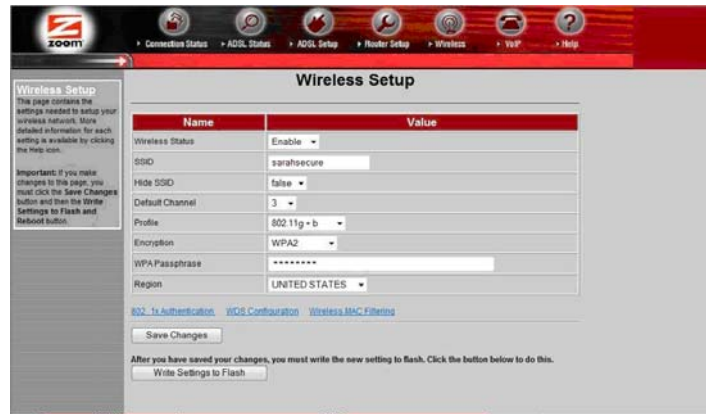 ZOOM
Connection Status
ADSL Status
ADSL Setup
Router Setup
Wireless
VoIP
Help
Wireless Setup
This page contains the
settings needed to setup your
wireless network. More
detailed information for each
setting is available by clicking
the Help icon.
Important: If you make
changes to this page, you
must click the Save Changes
button and then the Write
Settings to Flash and
Reboot button.
Wireless Setup
Name Value
Wireless Status Enable
SSID sarahsecure
Hide SSID false
Default Channel 3
Profile 802.11g + b
Encryption WPA2
WPA Passphrase ••••••••
Region UNITED STATES
802.1x Authentication WDS Configuration Wireless MAC Filtering
Save Changes
After you have saved your changes, you must write the new setting to flash. Click the button below to do this.
Write Settings to Flash